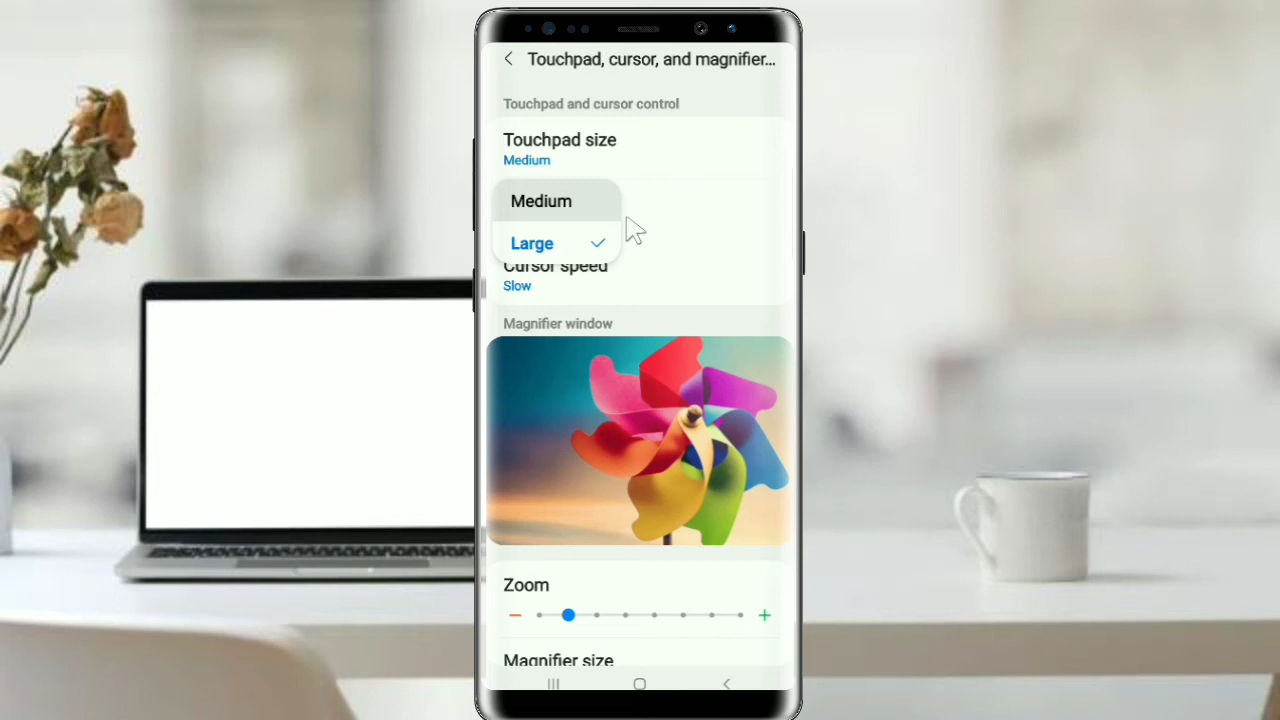 Touchpad, cursor, and magnifier...
Touchpad and cursor control
Touchpad size
Medium
Medium
Large
Cursor speed
Slow
Magnifier window
Zoom
Magnifier size